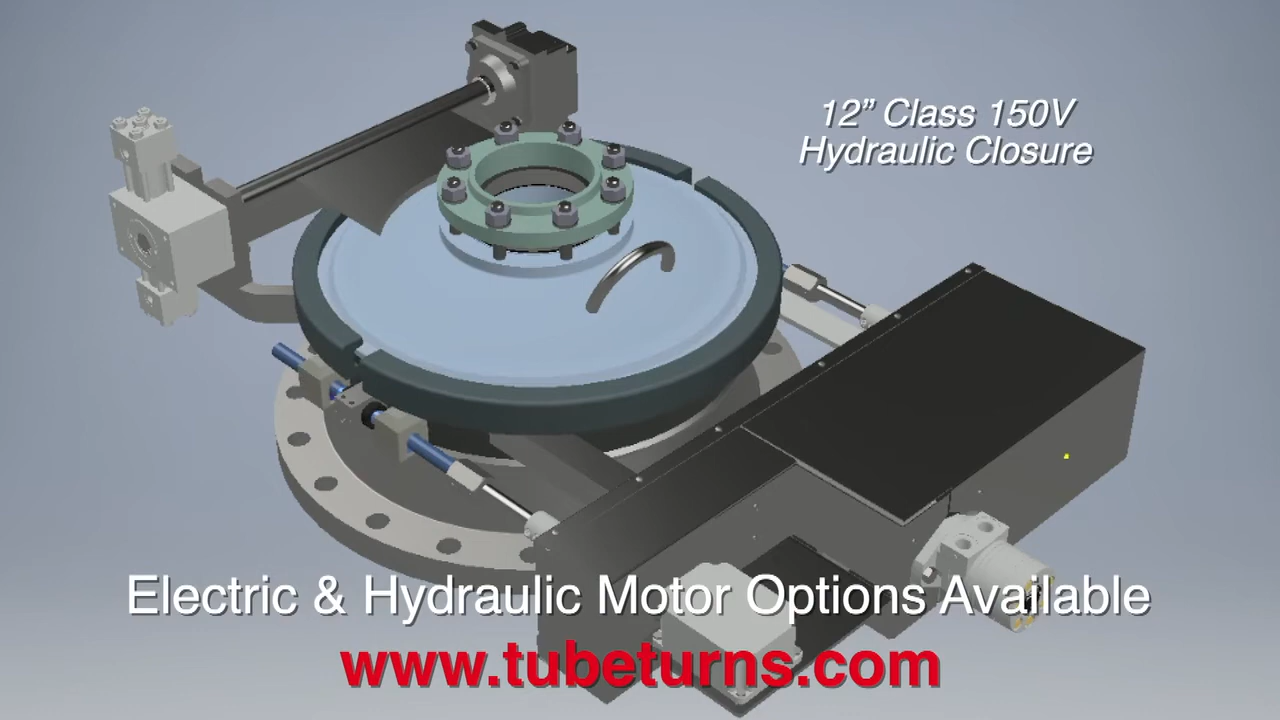 12” Class 150V
Hydraulic Closure
Electric & Hydraulic Motor Options Available
www.tubeturns.com